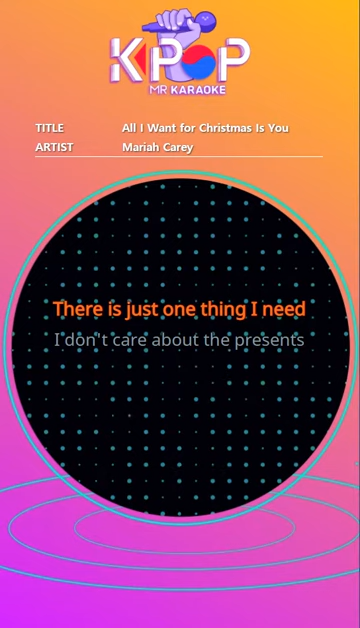 KPOP
MR KARAOKE
TITLE All I Want for Christmas Is You
ARTIST Mariah Carey
There is just one thing I need
I don't care about the presents